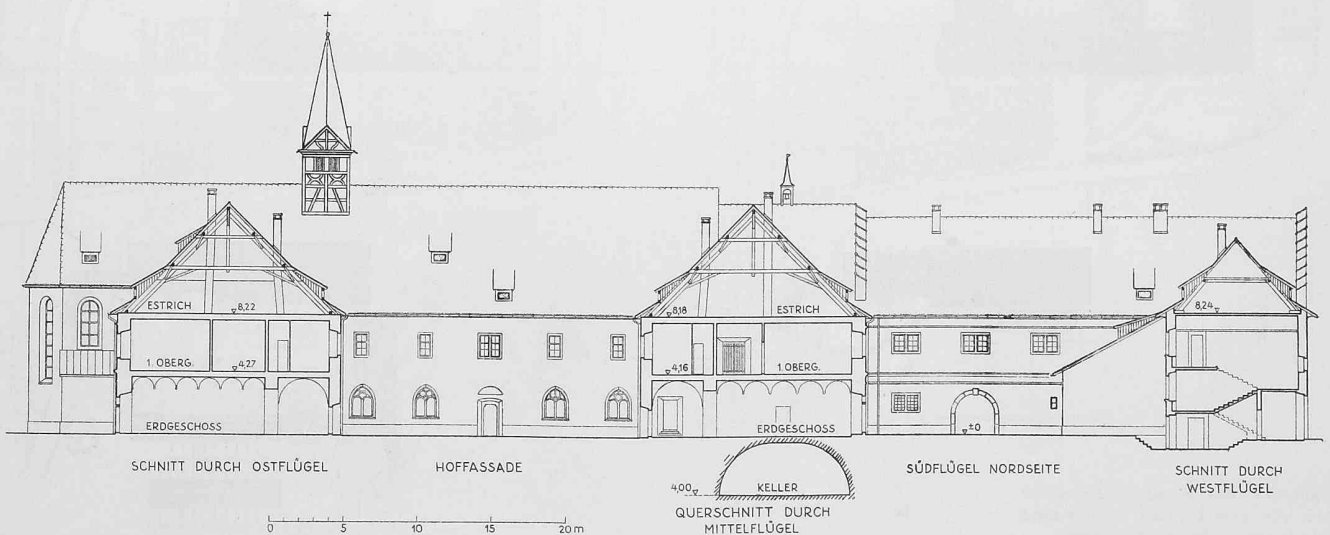 ESTRICH
8,22
1. OBERG.
4,27
ERDGESCHOSS
8,18
ESTRICH
4,16
1. OBERG.
ERDGESCHOSS
8,24
±0
SCHNITT DURCH OSTFLÜGEL
HOFFASSADE
4,00
KELLER
QUERSCHNITT DURCH
MITTELFLÜGEL
SÜDFLÜGEL NORDSEITE
SCHNITT DURCH
WESTFLÜGEL
0 5 10 15 20 m